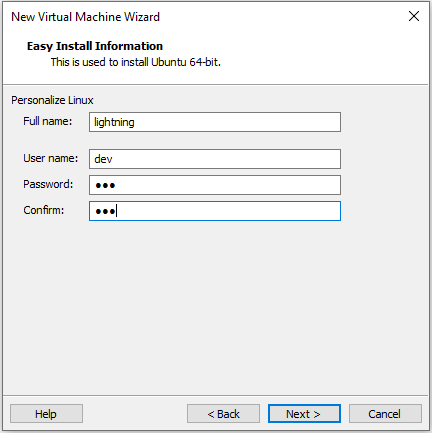 New Virtual Machine Wizard
Easy Install Information
This is used to install Ubuntu 64-bit.
Personalize Linux
Full name: lightning
User name: dev
Password: ●●●
Confirm: ●●●
Help < Back Next > Cancel